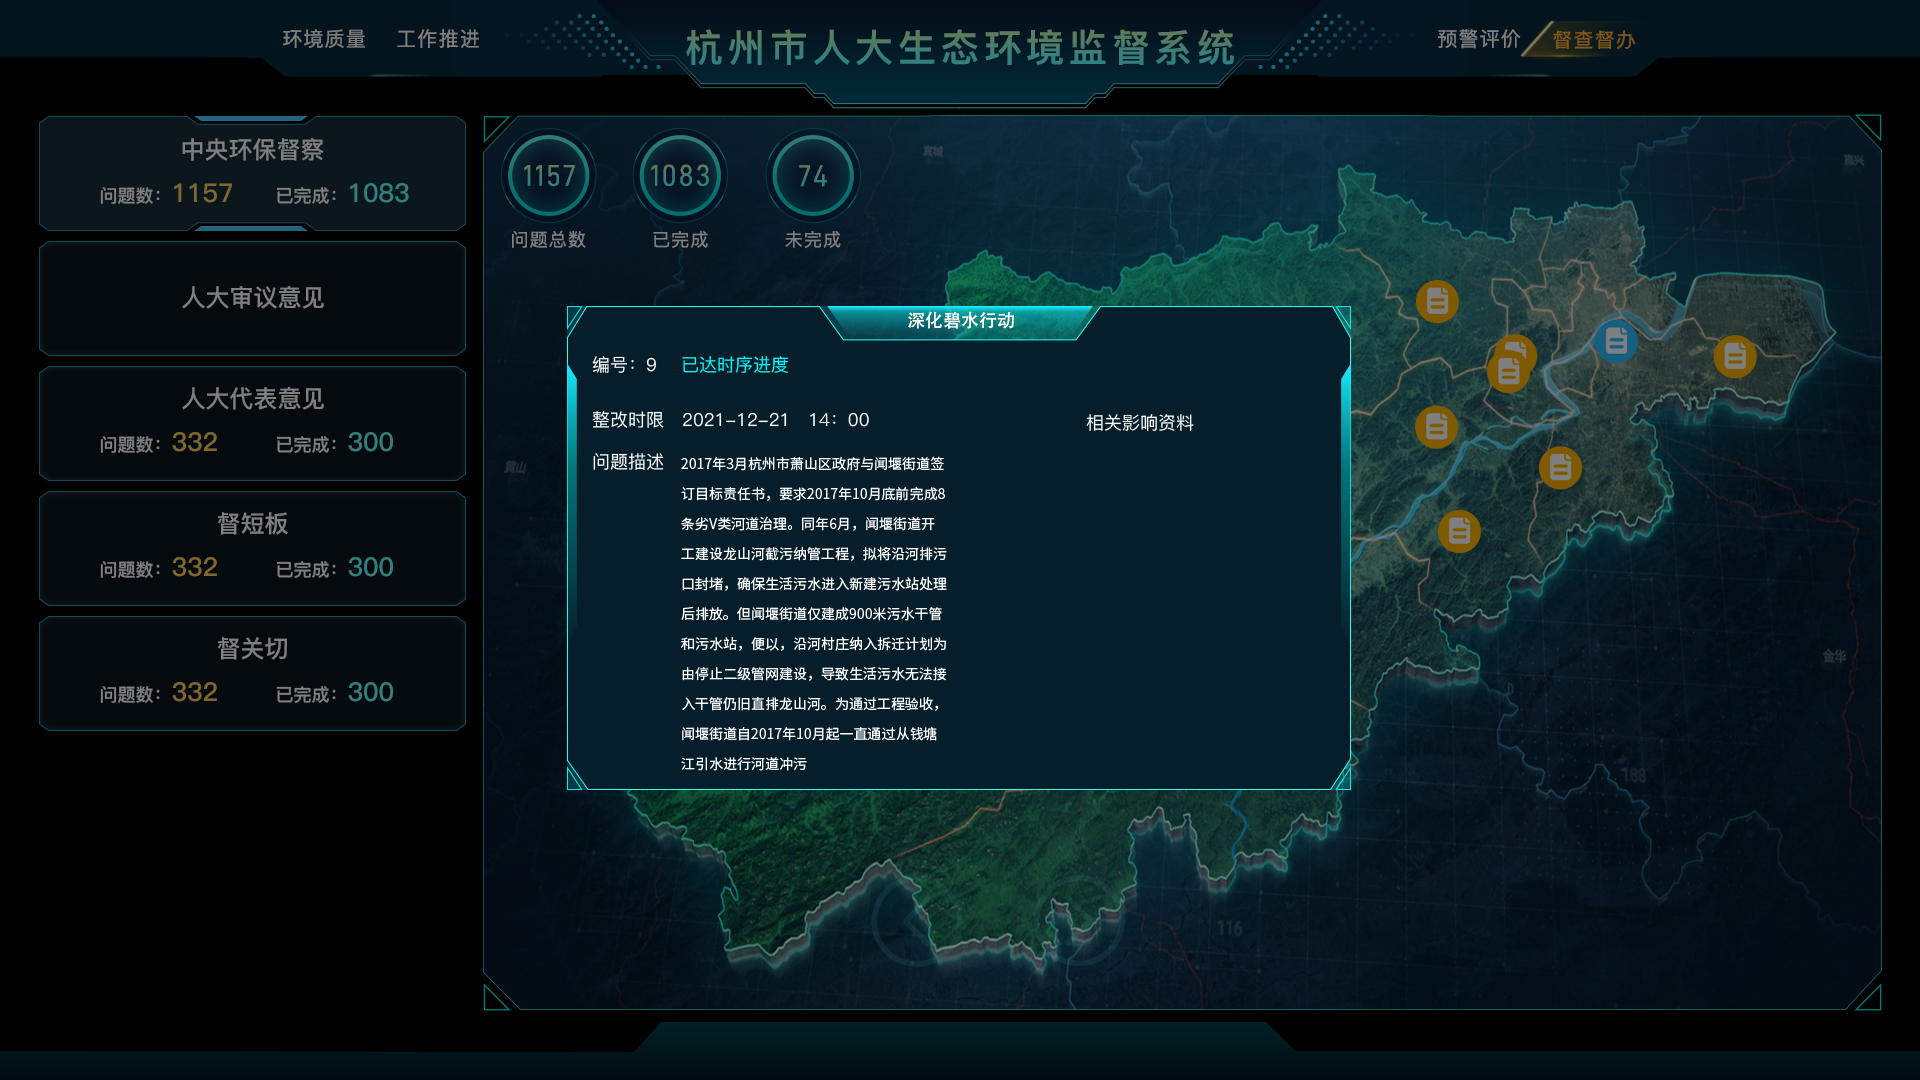 环境质量 工作推进 杭州市人大生态环境监督系统 预警评价 督查督办
中央环保督察
问题数：1157 已完成：1083
人大审议意见
人大代表意见
问题数：332 已完成：300
督短板
问题数：332 已完成：300
督关切
问题数：332 已完成：300
1157 1083 74
问题总数 已完成 未完成
宣城
嘉兴
黄山
金华
188
116
深化碧水行动
编号：9 已达时序进度
整改时限 2021-12-21 14：00
相关影响资料
问题描述 2017年3月杭州市萧山区政府与闻堰街道签
订目标责任书，要求2017年10月底前完成8
条劣V类河道治理。同年6月，闻堰街道开
工建设龙山河截污纳管工程，拟将沿河排污
口封堵，确保生活污水进入新建污水站处理
后排放。但闻堰街道仅建成900米污水干管
和污水站，便以，沿河村庄纳入拆迁计划为
由停止二级管网建设，导致生活污水无法接
入干管仍旧直排龙山河。为通过工程验收，
闻堰街道自2017年10月起一直通过从钱塘
江引水进行河道冲污